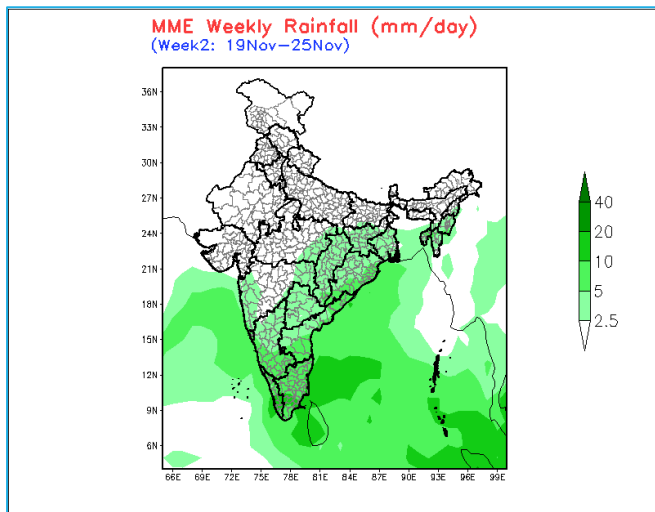 MME Weekly Rainfall (mm/day)
(Week2: 19Nov-25Nov)
36N
33N
30N
27N
24N
21N
18N
15N
12N
9N
6N
66E 69E 72E 75E 78E 81E 84E 87E 90E 93E 96E 99E
40
20
10
5
2.5